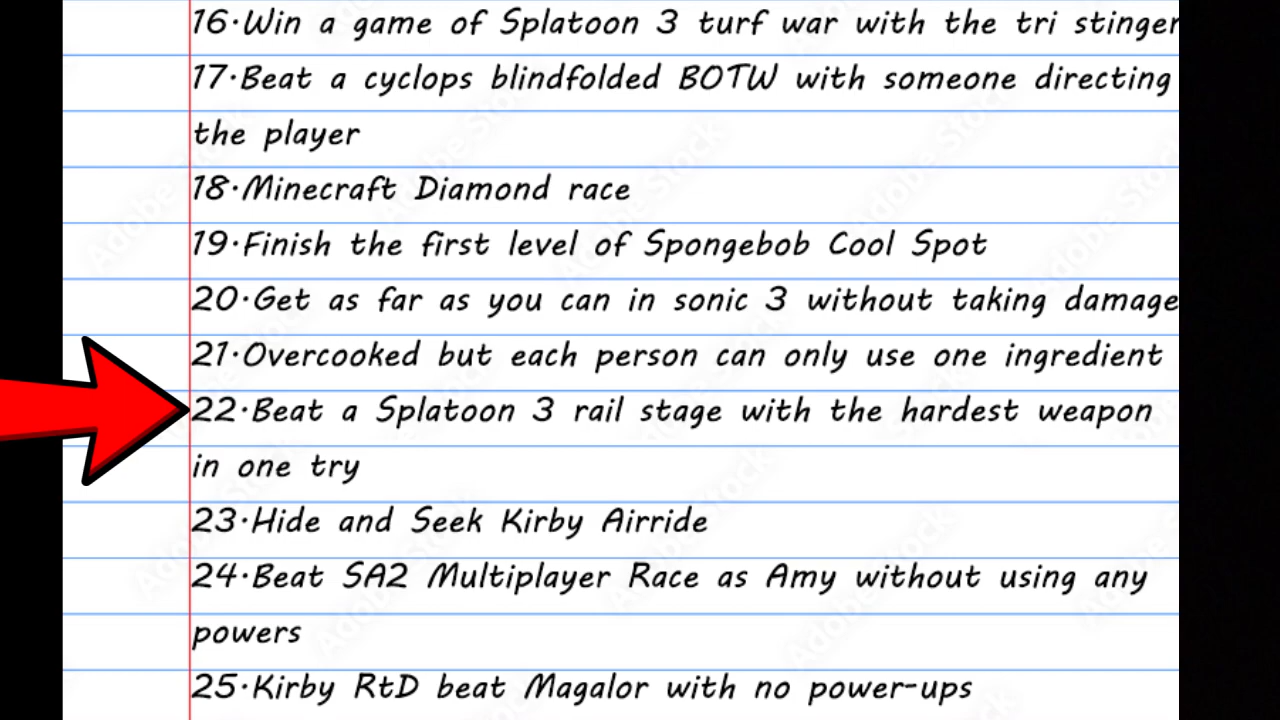 16·Win a game of Splatoon 3 turf war with the tri stinger
17·Beat a cyclops blindfolded BOTW with someone directing
the player
18·Minecraft Diamond race
19·Finish the first level of Spongebob Cool Spot
20·Get as far as you can in sonic 3 without taking damage
21·Overcooked but each person can only use one ingredient
22·Beat a Splatoon 3 rail stage with the hardest weapon
in one try
23·Hide and Seek Kirby Airride
24·Beat SA2 Multiplayer Race as Amy without using any
powers
25·Kirby RtD beat Magalor with no power-ups